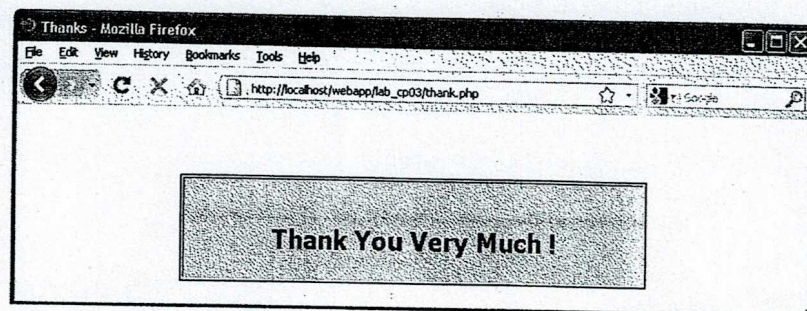 Thanks - Mozilla Firefox
File Edit View History Bookmarks Tools Help
http://localhost/webapp/lab_cp03/thank.php
Google
Thank You Very Much !